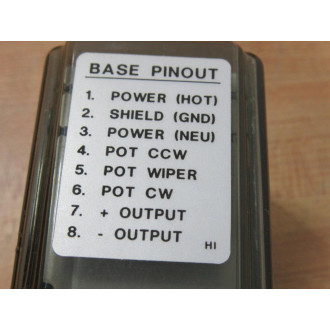 BASE PINOUT
1. POWER (HOT)
2. SHIELD (GND)
3. POWER (NEU)
4. POT CCW
5. POT WIPER
6. POT CW
7. + OUTPUT
8. - OUTPUT
HI